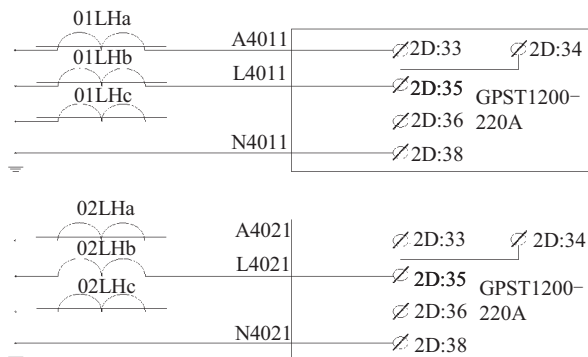 01LHa
A4011 2D:33 2D:34
01LHb
L4011 2D:35 GPST1200-
01LHc
2D:36 220A
N4011 2D:38
02LHa
A4021 2D:33 2D:34
02LHb
L4021 2D:35 GPST1200-
02LHc
2D:36 220A
N4021 2D:38